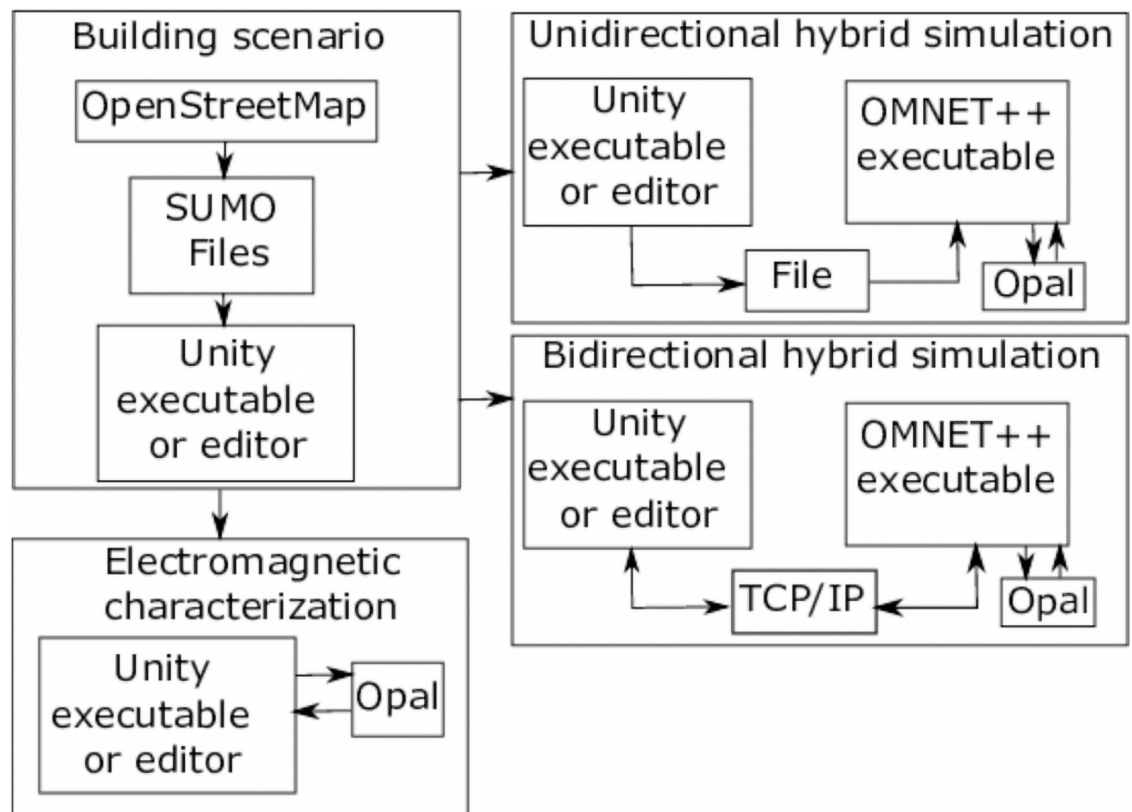 Building scenario
OpenStreetMap
SUMO
Files
Unity
executable
or editor
Unidirectional hybrid simulation
Unity
executable
or editor
File
OMNET++
executable
Opal
Bidirectional hybrid simulation
Unity
executable
or editor
TCP/IP
OMNET++
executable
Opal
Electromagnetic
characterization
Unity
executable
or editor
Opal